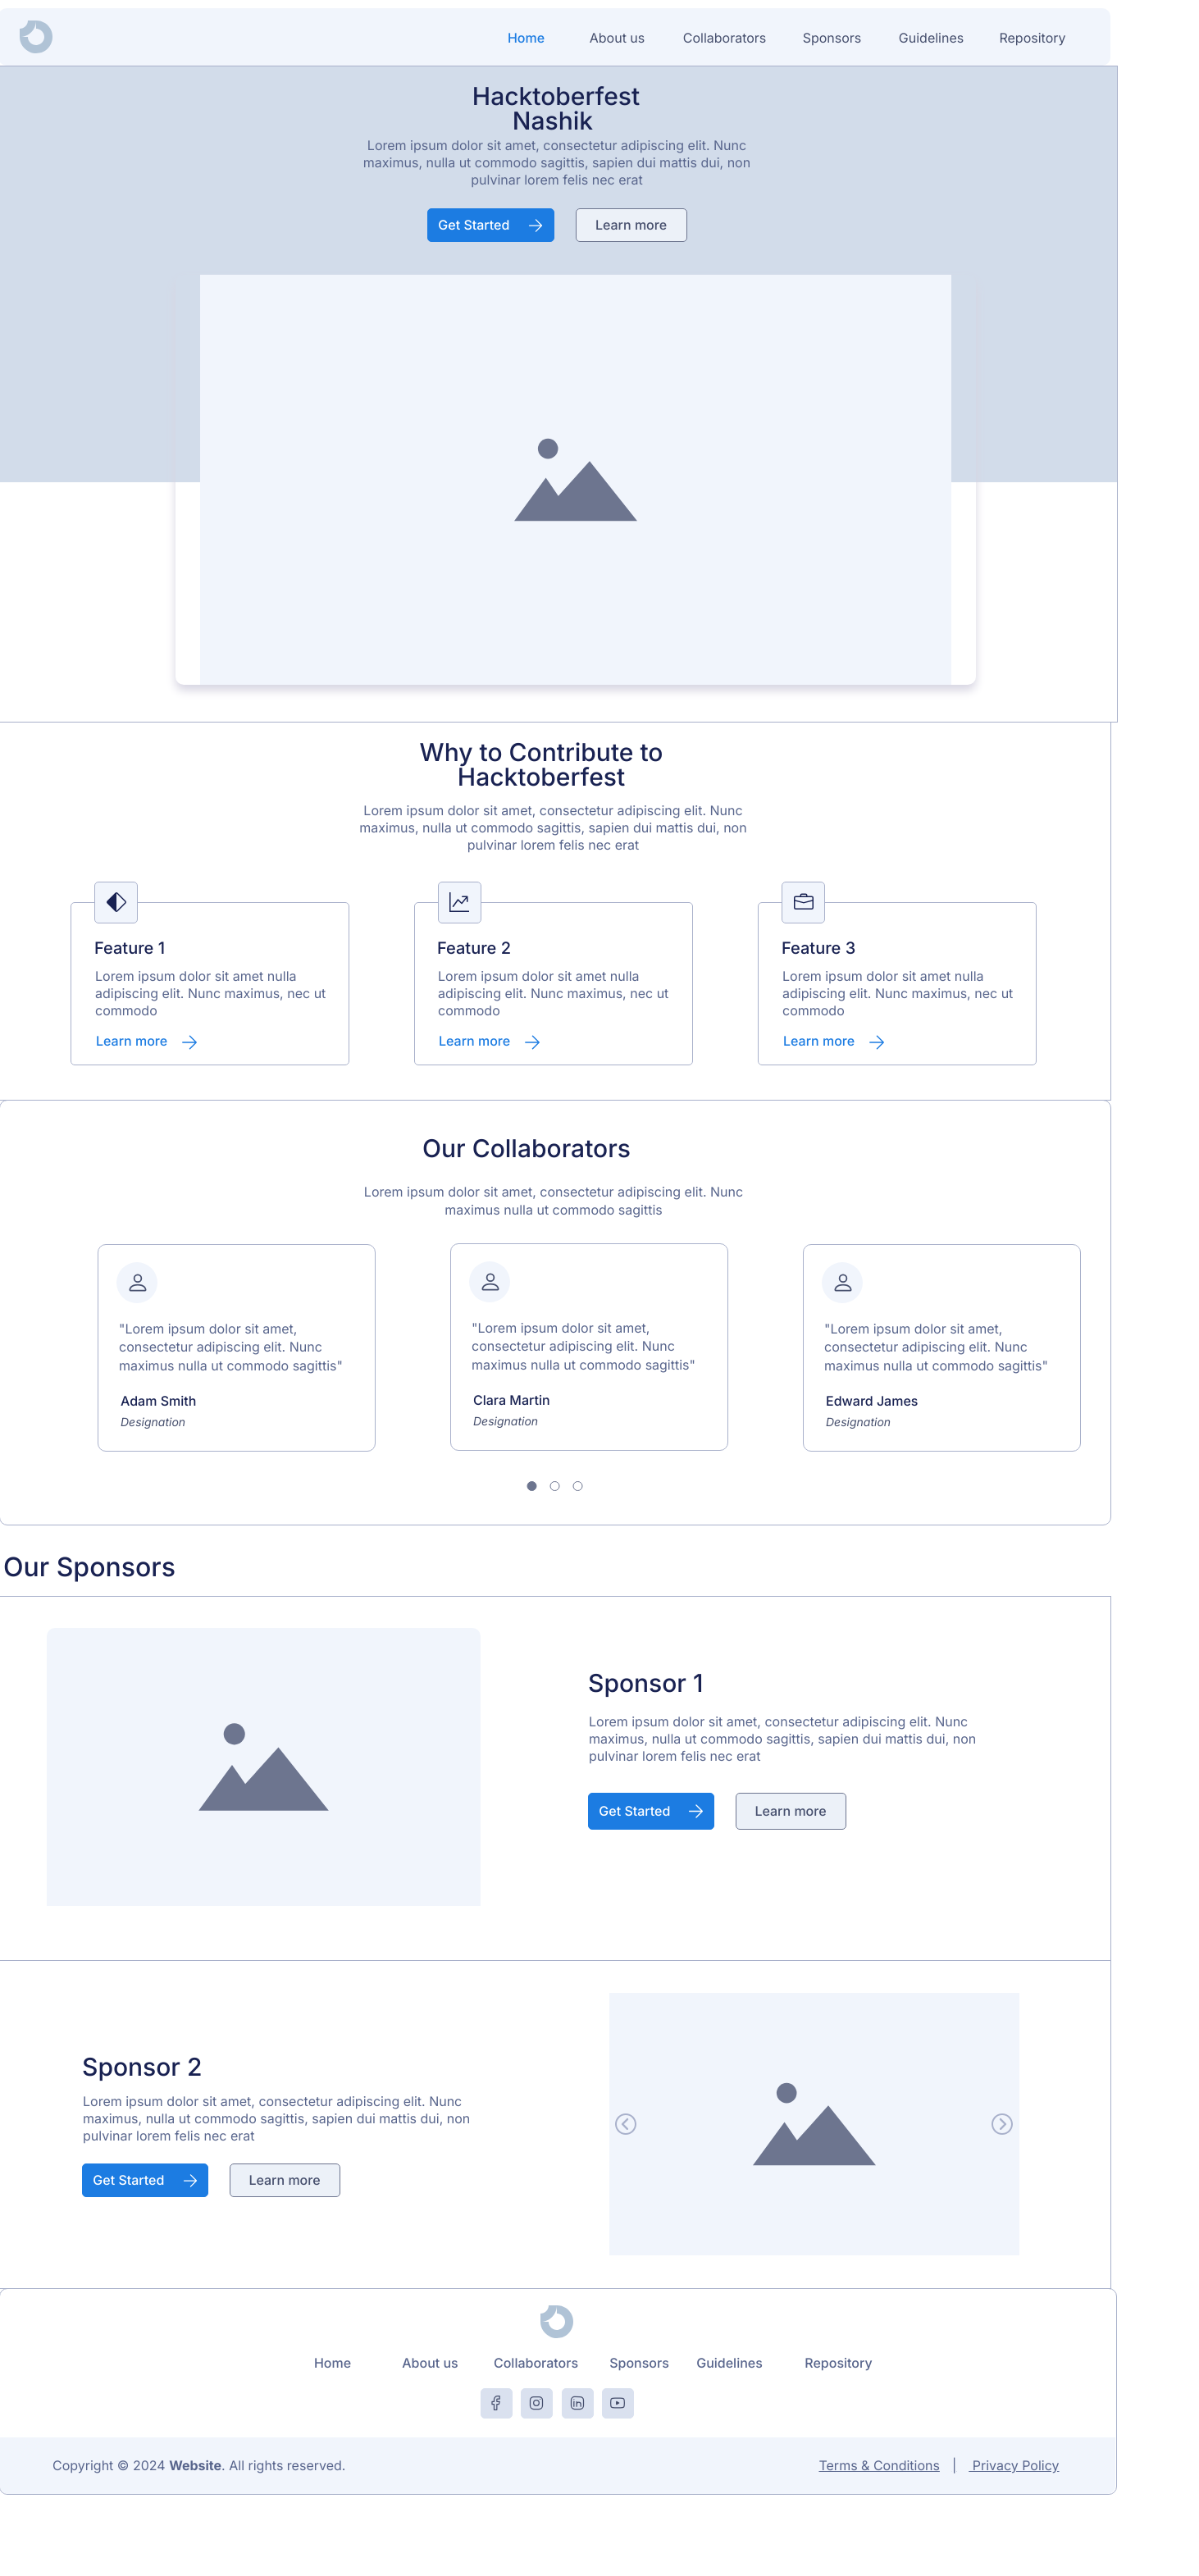 Home About us Collaborators Sponsors Guidelines Repository
Hacktoberfest
Nashik
Lorem ipsum dolor sit amet, consectetur adipiscing elit. Nunc
maximus, nulla ut commodo sagittis, sapien dui mattis dui, non
pulvinar lorem felis nec erat
Get Started Learn more
Why to Contribute to
Hacktoberfest
Lorem ipsum dolor sit amet, consectetur adipiscing elit. Nunc
maximus, nulla ut commodo sagittis, sapien dui mattis dui, non
pulvinar lorem felis nec erat
Feature 1
Lorem ipsum dolor sit amet nulla
adipiscing elit. Nunc maximus, nec ut
commodo
Learn more
Feature 2
Lorem ipsum dolor sit amet nulla
adipiscing elit. Nunc maximus, nec ut
commodo
Learn more
Feature 3
Lorem ipsum dolor sit amet nulla
adipiscing elit. Nunc maximus, nec ut
commodo
Learn more
Our Collaborators
Lorem ipsum dolor sit amet, consectetur adipiscing elit. Nunc
maximus nulla ut commodo sagittis
"Lorem ipsum dolor sit amet,
consectetur adipiscing elit. Nunc
maximus nulla ut commodo sagittis"
Adam Smith
Designation
"Lorem ipsum dolor sit amet,
consectetur adipiscing elit. Nunc
maximus nulla ut commodo sagittis"
Clara Martin
Designation
"Lorem ipsum dolor sit amet,
consectetur adipiscing elit. Nunc
maximus nulla ut commodo sagittis"
Edward James
Designation
Our Sponsors
Sponsor 1
Lorem ipsum dolor sit amet, consectetur adipiscing elit. Nunc
maximus, nulla ut commodo sagittis, sapien dui mattis dui, non
pulvinar lorem felis nec erat
Get Started Learn more
Sponsor 2
Lorem ipsum dolor sit amet, consectetur adipiscing elit. Nunc
maximus, nulla ut commodo sagittis, sapien dui mattis dui, non
pulvinar lorem felis nec erat
Get Started Learn more
Home About us Collaborators Sponsors Guidelines Repository
Copyright © 2024 Website. All rights reserved. Terms & Conditions | Privacy Policy